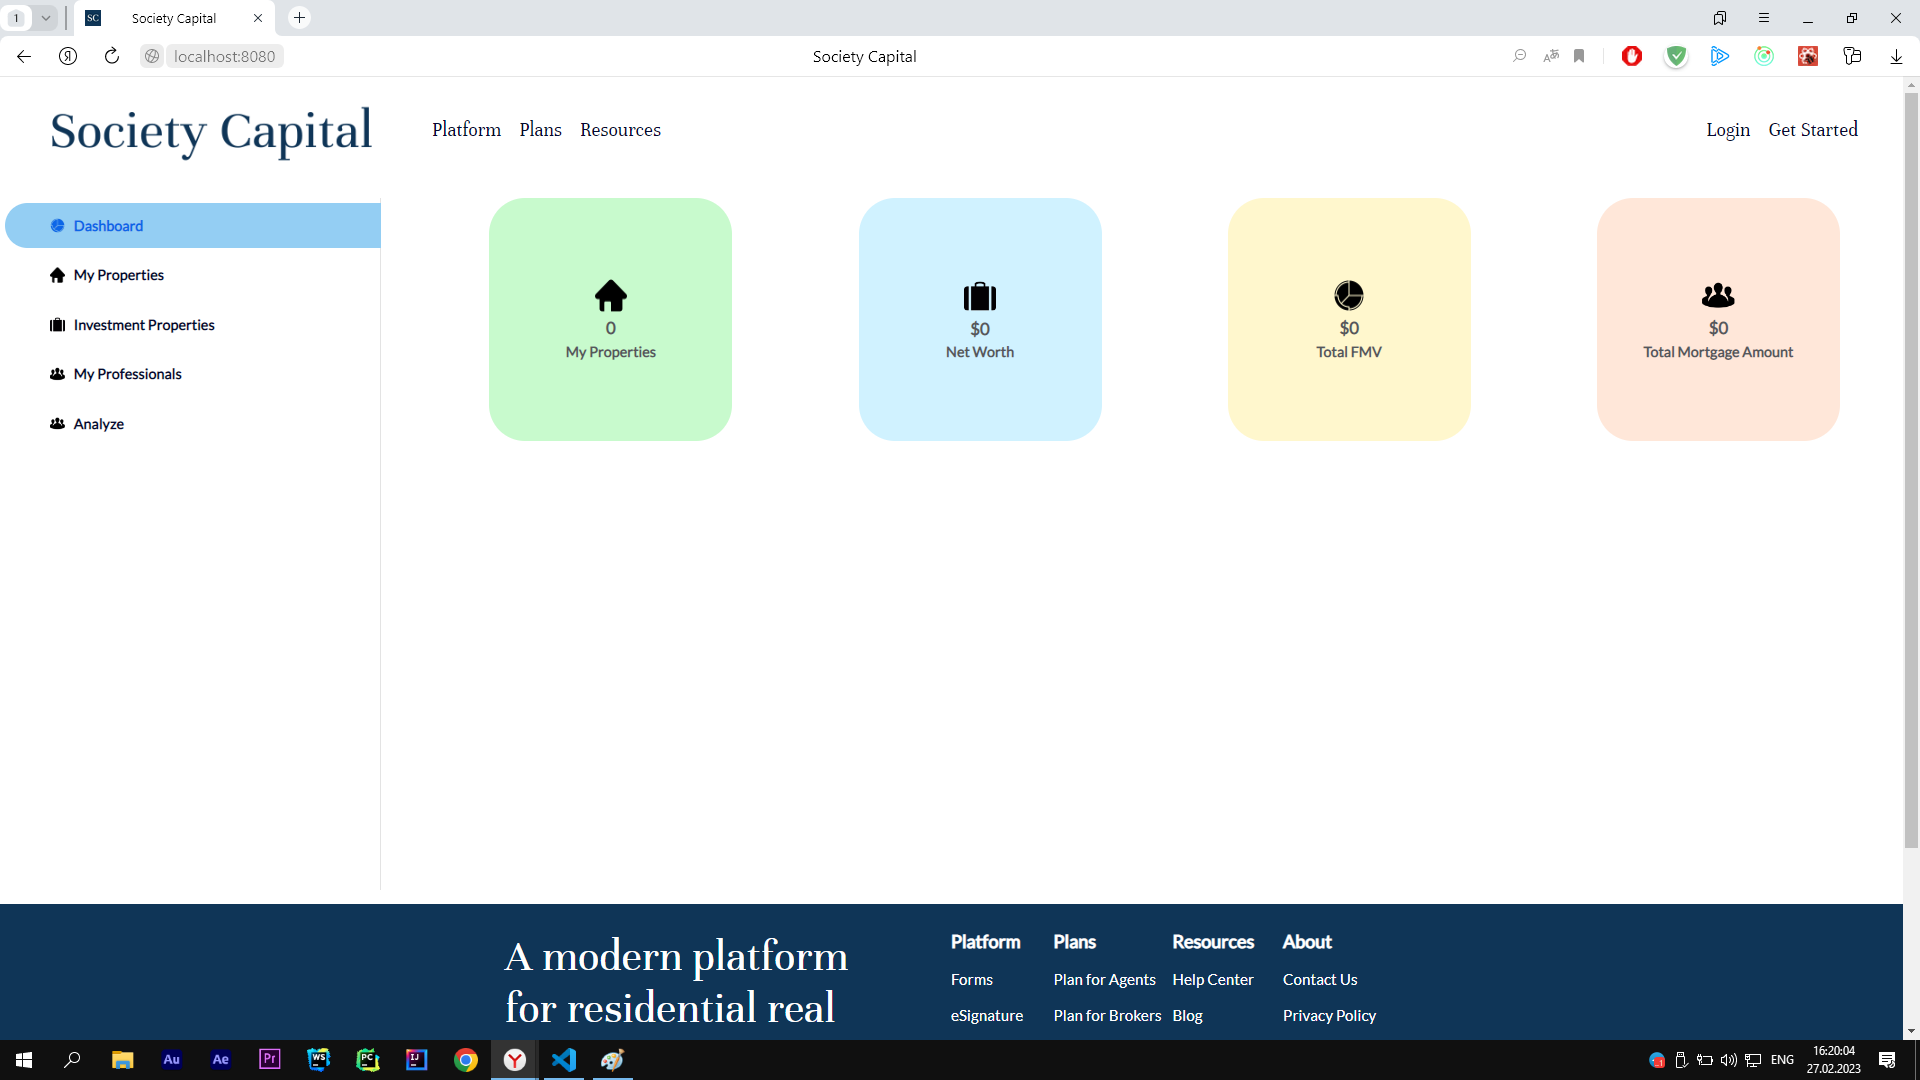 1
SC
Society Capital
localhost:8080
Society Capital
Society Capital
Platform
Plans
Resources
Login
Get Started
Dashboard
My Properties
Investment Properties
My Professionals
Analyze
0
My Properties
$0
Net Worth
$0
Total FMV
$0
Total Mortgage Amount
A modern platform
for residential real
Platform
Forms
eSignature
Plans
Plan for Agents
Plan for Brokers
Resources
Help Center
Blog
About
Contact Us
Privacy Policy
Au
Ae
Pr
WS
PC
IJ
Y
ENG
16:20:04
27.02.2023